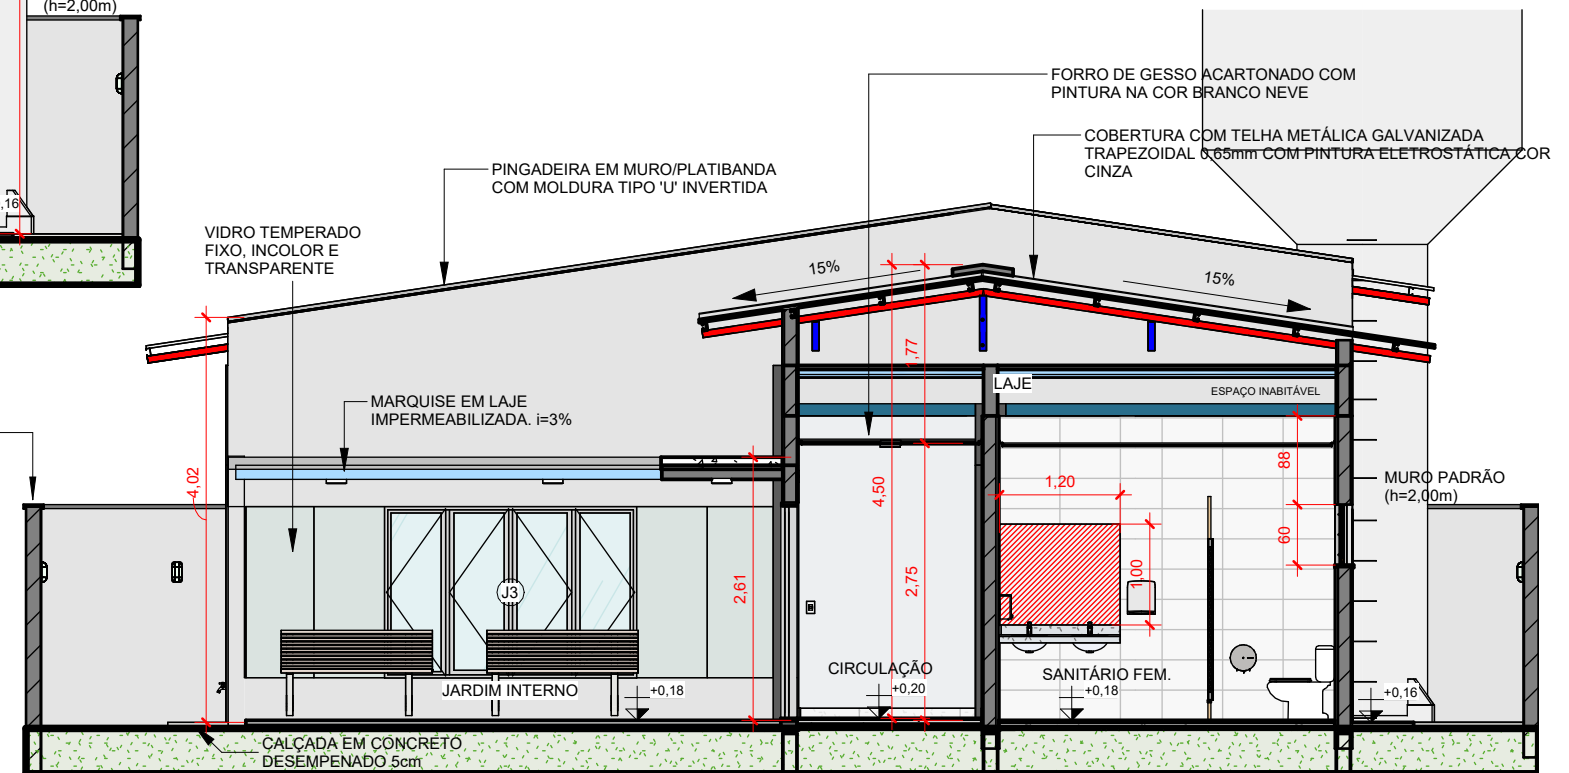 (h=2,00m)
FORRO DE GESSO ACARTONADO COM
PINTURA NA COR BRANCO NEVE
COBERTURA COM TELHA METÁLICA GALVANIZADA
TRAPEZOIDAL 0,65mm COM PINTURA ELETROSTÁTICA COR
CINZA
PINGADEIRA EM MURO/PLATIBANDA
COM MOLDURA TIPO 'U' INVERTIDA
,16
VIDRO TEMPERADO
FIXO, INCOLOR E
TRANSPARENTE
15%
15%
1,77
LAJE
ESPAÇO INABITÁVEL
MARQUISE EM LAJE
IMPERMEABILIZADA. i=3%
4,02
4,50
88
1,20
MURO PADRÃO
(h=2,00m)
60
2,61
2,75
1,00
J3
CIRCULAÇÃO
SANITÁRIO FEM.
JARDIM INTERNO
+0,18
+0,20
+0,18
+0,16
CALÇADA EM CONCRETO
DESEMPENADO 5cm